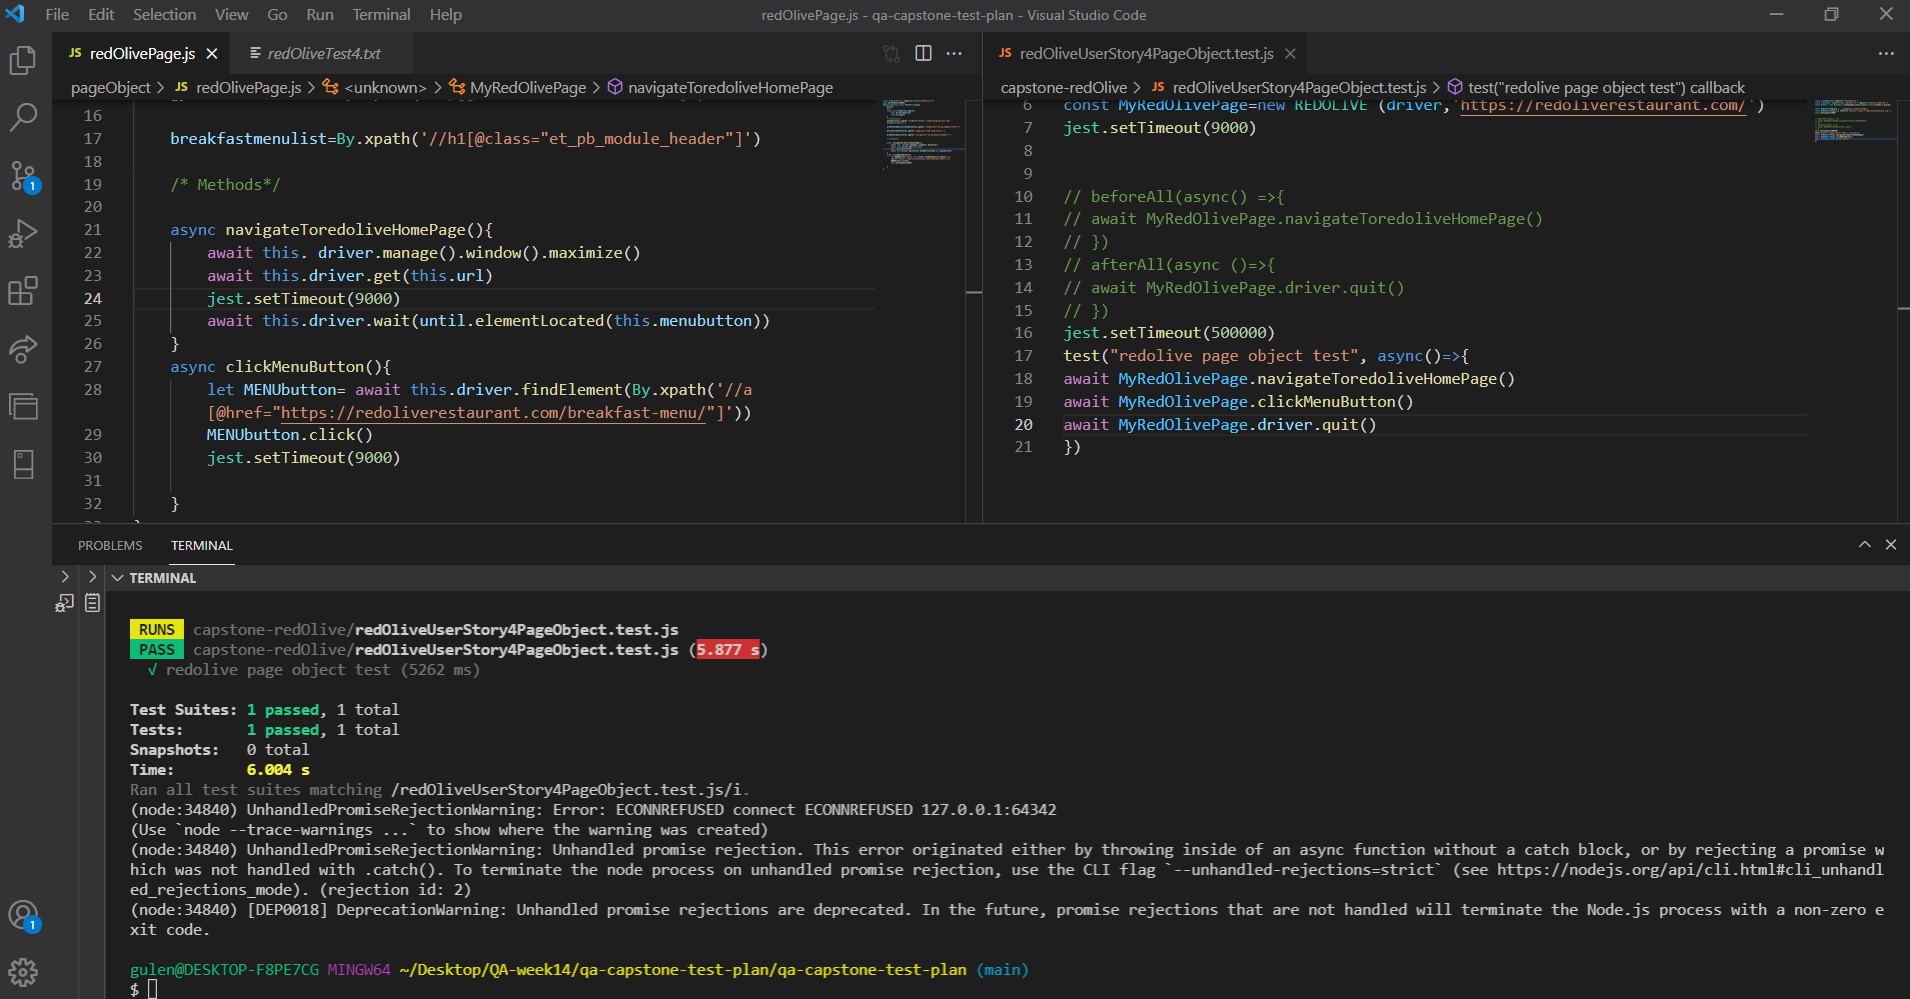 File Edit Selection View Go Run Terminal Help
redOlivePage.js - qa-capstone-test-plan - Visual Studio Code
JS redOlivePage.js
redOliveTest4.txt
pageObject > JS redOlivePage.js > <unknown> > MyRedOlivePage > navigateToredoliveHomePage
16
17 breakfastmenulist=By.xpath('//h1[@class="et_pb_module_header"]')
18
19 /* Methods*/
20
21 async navigateToredoliveHomePage(){
22 await this. driver.manage().window().maximize()
23 await this.driver.get(this.url)
24 jest.setTimeout(9000)
25 await this.driver.wait(until.elementLocated(this.menubutton))
26 }
27 async clickMenuButton(){
28 let MENUbutton= await this.driver.findElement(By.xpath('//a
[@href="https://redoliverestaurant.com/breakfast-menu/"]'))
29 MENUbutton.click()
30 jest.setTimeout(9000)
31
32 }
JS redOliveUserStory4PageObject.test.js
capstone-redOlive > JS redOliveUserStory4PageObject.test.js > test("redolive page object test") callback
6 const MyRedOlivePage=new REDOLIVE (driver,'https://redoliverestaurant.com/')
7 jest.setTimeout(9000)
8
9
10 // beforeAll(async() =>{
11 // await MyRedOlivePage.navigateToredoliveHomePage()
12 // })
13 // afterAll(async ()=>{
14 // await MyRedOlivePage.driver.quit()
15 // })
16 jest.setTimeout(500000)
17 test("redolive page object test", async()=>{
18 await MyRedOlivePage.navigateToredoliveHomePage()
19 await MyRedOlivePage.clickMenuButton()
20 await MyRedOlivePage.driver.quit()
21 })
PROBLEMS TERMINAL
TERMINAL
RUNS capstone-redOlive/redOliveUserStory4PageObject.test.js
PASS capstone-redOlive/redOliveUserStory4PageObject.test.js (5.877 s)
√ redolive page object test (5262 ms)
Test Suites: 1 passed, 1 total
Tests: 1 passed, 1 total
Snapshots: 0 total
Time: 6.004 s
Ran all test suites matching /redOliveUserStory4PageObject.test.js/i.
(node:34840) UnhandledPromiseRejectionWarning: Error: ECONNREFUSED connect ECONNREFUSED 127.0.0.1:64342
(Use `node --trace-warnings ...` to show where the warning was created)
(node:34840) UnhandledPromiseRejectionWarning: Unhandled promise rejection. This error originated either by throwing inside of an async function without a catch block, or by rejecting a promise w
hich was not handled with .catch(). To terminate the node process on unhandled promise rejection, use the CLI flag `--unhandled-rejections=strict` (see https://nodejs.org/api/cli.html#cli_unhandl
ed_rejections_mode). (rejection id: 2)
(node:34840) [DEP0018] DeprecationWarning: Unhandled promise rejections are deprecated. In the future, promise rejections that are not handled will terminate the Node.js process with a non-zero e
xit code.
gulen@DESKTOP-F8PE7CG MINGW64 ~/Desktop/QA-week14/qa-capstone-test-plan/qa-capstone-test-plan (main)
$
1
1